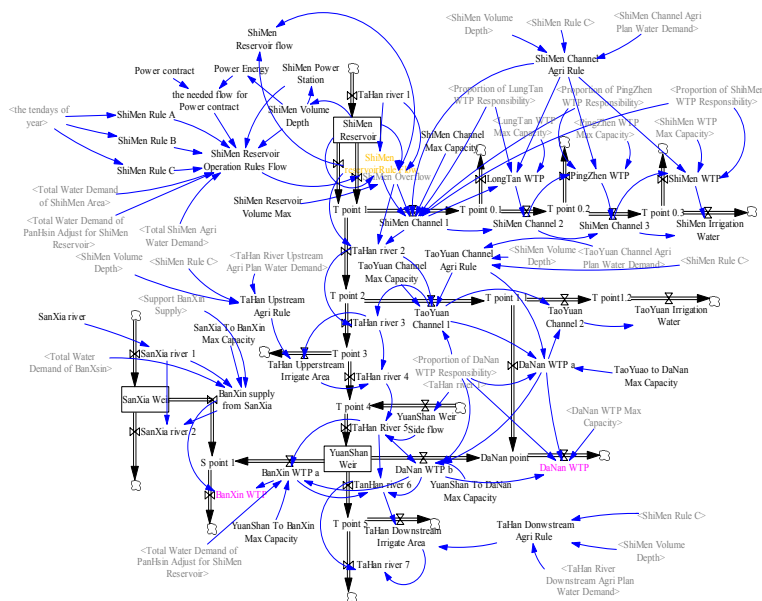 <ShiMen Volume
Depth>
<ShiMen Rule C>
<ShiMen Channel Agri
Plan Water Demand>
ShiMen
Reservoir flow
ShiMen Channel
Agri Rule
Power contract
Power Energy
ShiMen Power
Station
the needed flow for
Power contract
TaHan river 1
<Proportion of LungTan
WTP Responsibility>
<Proportion of PingZhen
WTP Responsibility>
<Proportion of ShihMen
WTP Responsibility>
<the tendays of
year>
ShiMen Rule A
ShiMen Volume
Depth
ShiMen
Reservoir
ShiMen Channel
Max Capacity
<LungTan WTP
Max Capacity>
<PingZhen WTP
Max Capacity>
<ShihMen WTP
Max Capacity>
ShiMen Rule B
ShiMen Reservoir
Operation Rules Flow
ShiMen
ShiMen Overflow
ShiMen Rule C
LongTan WTP
PingZhen WTP
ShiMen WTP
<Total Water Demand
of ShihMen Area>
ShiMen Reservoir
Volume Max
T point 1
ShiMen Channel 1
T point 0.1
ShiMen Channel 2
T point 0.2
ShiMen Channel 3
T point 0.3
ShiMen Irrigation
Water
<Total Water Demand of
PanHsin Adjust for ShiMen
Reservoir>
<Total ShiMen Agri
Water Demand>
<ShiMen Volume
Depth>
<ShiMen Rule C>
<TaHan River Upstream
Agri Plan Water Demand>
TaHan river 2
TaoYuan Channel
Max Capacity
TaoYuan Channel
Agri Rule
<ShiMen Volume
Depth>
<TaoYuan Channel Agri
Plan Water Demand>
<ShiMen Rule C>
<Support BanXin
Supply>
TaHan Upstream
Agri Rule
T point 2
TaoYuan
Channel 1
T point 1.1
TaoYuan
Channel 2
T point1.2
TaoYuan Irrigation
Water
SanXia river
SanXia To BanXin
Max Capacity
TaHan river 3
<Total Water
Demand of BanXsin>
SanXia river 1
T point 3
TaHan Upperstream
Irrigate Area
<Proportion of DaNan
WTP Responsibility>
<TaHan river 1>
DaNan WTP a
TaoYuao to DaNan
Max Capacity
TaHan river 4
SanXia Weir
BanXin supply
from SanXia
T point 4
YuanShan Weir
Side flow
<DaNan WTP Max
Capacity>
SanXia river 2
TaHan River 5
S point 1
BanXin WTP a
YuanShan
Weir
DaNan WTP b
DaNan point
DaNan WTP
BanXin WTP
TanHan river 6
YuanShan To DaNan
Max Capacity
YuanShan To BanXin
Max Capacity
T point 5
TaHan Downstream
Irrigate Area
TaHan Donwstream
Agri Rule
<ShiMen Rule C>
<ShiMen Volume
Depth>
<Total Water Demand of
PanHsin Adjust for ShiMen
Reservoir>
TaHan river 7
<TaHan River
Downstream Agri Plan
Water Demand>